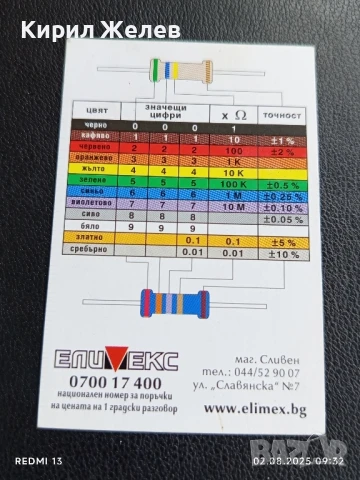 Кирил Желев
цвят значещи цифри x Ω точност
черно 0 0 0 1
кафяво 1 1 1 10 ±1%
червено 2 2 2 100 ±2%
оранжево 3 3 3 1 K
жълто 4 4 4 10 K
зелено 5 5 5 100 K ±0.5%
синьо 6 6 6 1 M ±0.25%
виолетово 7 7 7 10 M ±0.10%
сиво 8 8 8 ±0.05%
бяло 9 9 9
златно 0.1 0.1 ±5%
сребърно 0.01 0.01 ±10%
ЕЛИМЕКС
0700 17 400
национален номер за поръчки
на цената на 1 градски разговор
маг. Сливен
тел.: 044/52 90 07
ул. „Славянска" №7
www.elimex.bg
bazar
REDMI 13
02.08.2025 09:32